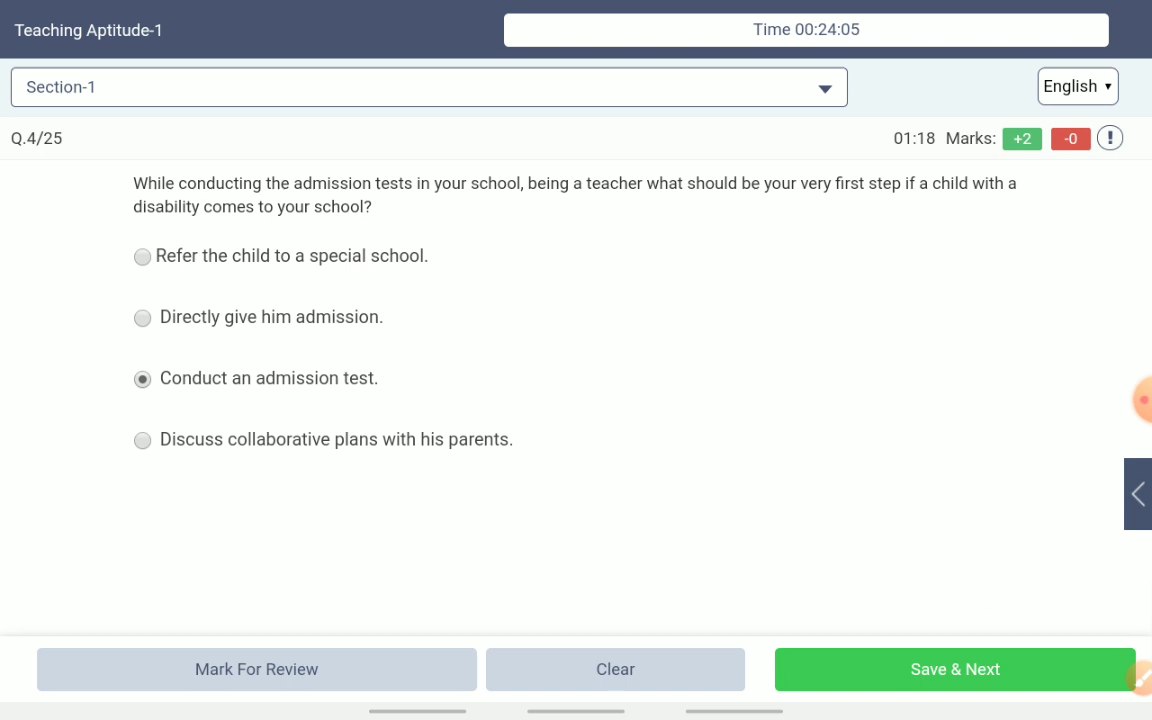 Teaching Aptitude-1
Time 00:24:05
Section-1
English
Q.4/25
01:18 Marks: +2 -0 !
While conducting the admission tests in your school, being a teacher what should be your very first step if a child with a
disability comes to your school?
Refer the child to a special school.
Directly give him admission.
Conduct an admission test.
Discuss collaborative plans with his parents.
Mark For Review
Clear
Save & Next